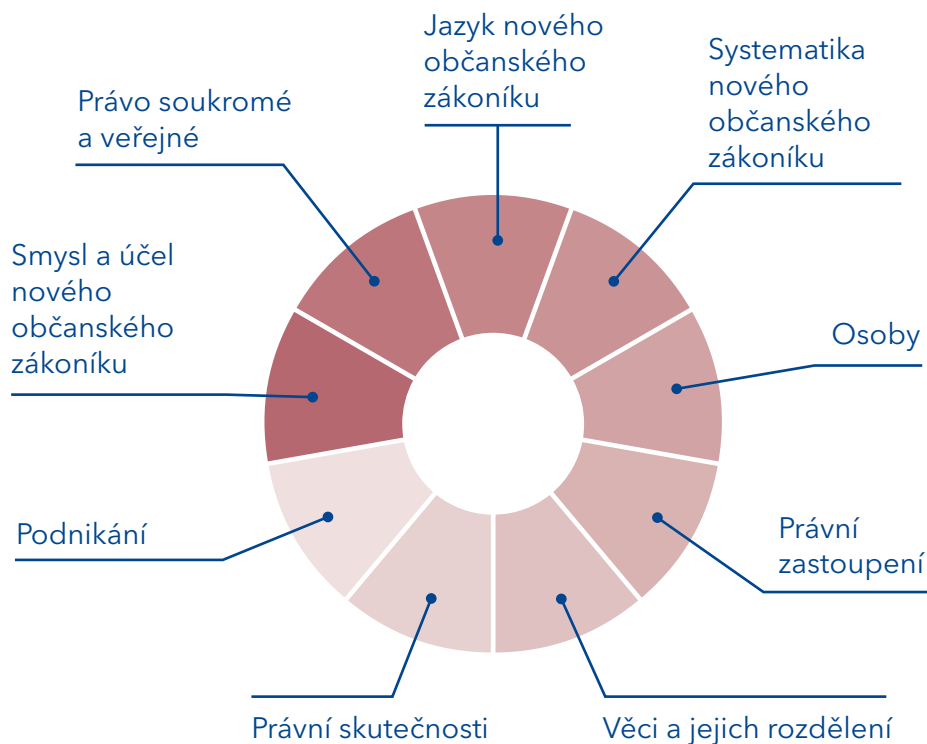 Jazyk nového
občanského
zákoníku
Systematika
nového
občanského
zákoníku
Právo soukromé
a veřejné
Smysl a účel
nového
občanského
zákoníku
Osoby
Podnikání
Právní
zastoupení
Právní skutečnosti
Věci a jejich rozdělení